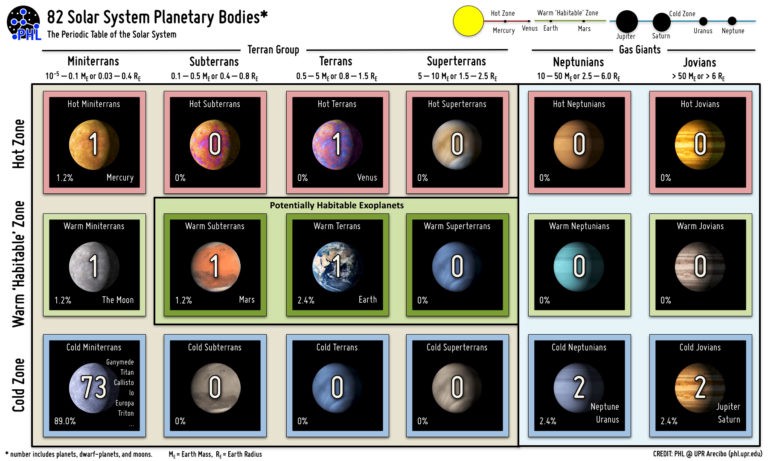 PHL
82 Solar System Planetary Bodies*
The Periodic Table of the Solar System
Hot Zone
Warm 'Habitable' Zone
Cold Zone
Mercury
Venus
Earth
Mars
Jupiter
Saturn
Uranus
Neptune
Terran Group
Gas Giants
Miniterrans
Subterrans
Terrans
Superterrans
Neptunians
Jovians
10⁻⁵ – 0.1 M_E or 0.03 – 0.4 R_E
0.1 – 0.5 M_E or 0.4 – 0.8 R_E
0.5 – 5 M_E or 0.8 – 1.5 R_E
5 – 10 M_E or 1.5 – 2.5 R_E
10 – 50 M_E or 2.5 – 6.0 R_E
> 50 M_E or > 6 R_E
Hot Zone
Hot Miniterrans
1
1.2%
Mercury
Hot Subterrans
0
0%
Hot Terrans
1
0%
Venus
Hot Superterrans
0
0%
Hot Neptunians
0
0%
Hot Jovians
0
0%
Warm 'Habitable' Zone
Potentially Habitable Exoplanets
Warm Miniterrans
1
1.2%
The Moon
Warm Subterrans
1
1.2%
Mars
Warm Terrans
1
2.4%
Earth
Warm Superterrans
0
0%
Warm Neptunians
0
0%
Warm Jovians
0
0%
Cold Zone
Cold Miniterrans
73
Ganymede
Titan
Callisto
Io
Europa
Triton
...
89.0%
Cold Subterrans
0
0%
Cold Terrans
0
0%
Cold Superterrans
0
0%
Cold Neptunians
2
Neptune
Uranus
2.4%
Cold Jovians
2
Jupiter
Saturn
2.4%
* number includes planets, dwarf-planets, and moons.
M_E = Earth Mass, R_E = Earth Radius
CREDIT: PHL @ UPR Arecibo (phl.upr.edu)